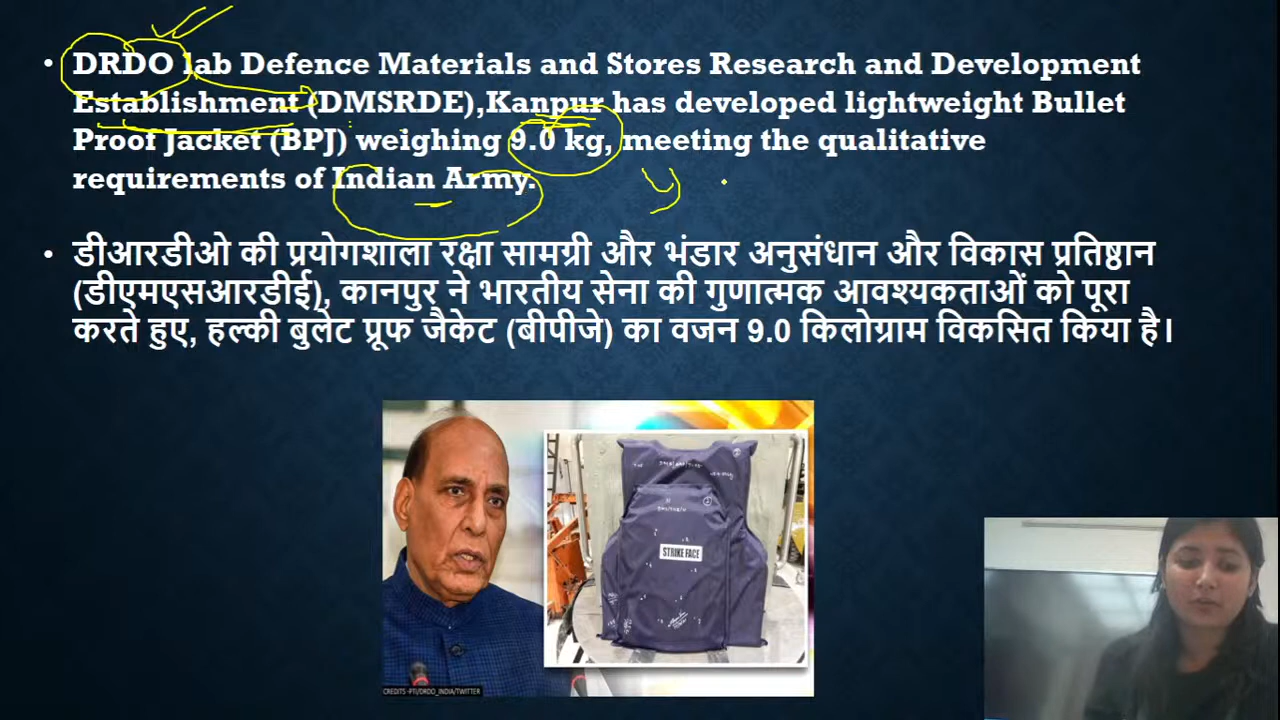 • DRDO lab Defence Materials and Stores Research and Development
Establishment (DMSRDE),Kanpur has developed lightweight Bullet
Proof Jacket (BPJ) weighing 9.0 kg, meeting the qualitative
requirements of Indian Army.
• डीआरडीओ की प्रयोगशाला रक्षा सामग्री और भंडार अनुसंधान और विकास प्रतिष्ठान
(डीएमएसआरडीई), कानपुर ने भारतीय सेना की गुणात्मक आवश्यकताओं को पूरा
करते हुए, हल्की बुलेट प्रूफ जैकेट (बीपीजे) का वजन 9.0 किलोग्राम विकसित किया है।
STRIKE FACE
CREDITS -PTI/DRDO_INDIA/TWITTER